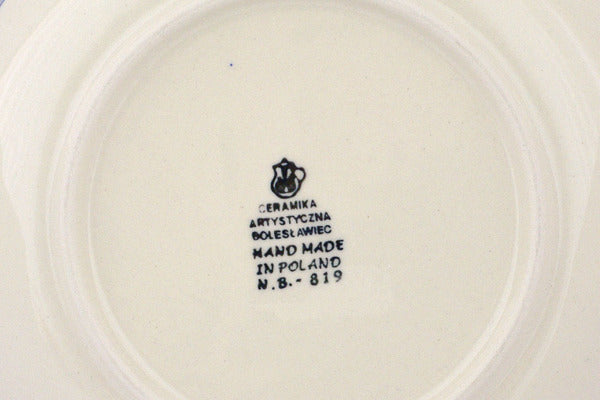 CERAMIKA
ARTYSTYCZNA
BOLESŁAWIEC
HAND MADE
IN POLAND
N.B.- 819